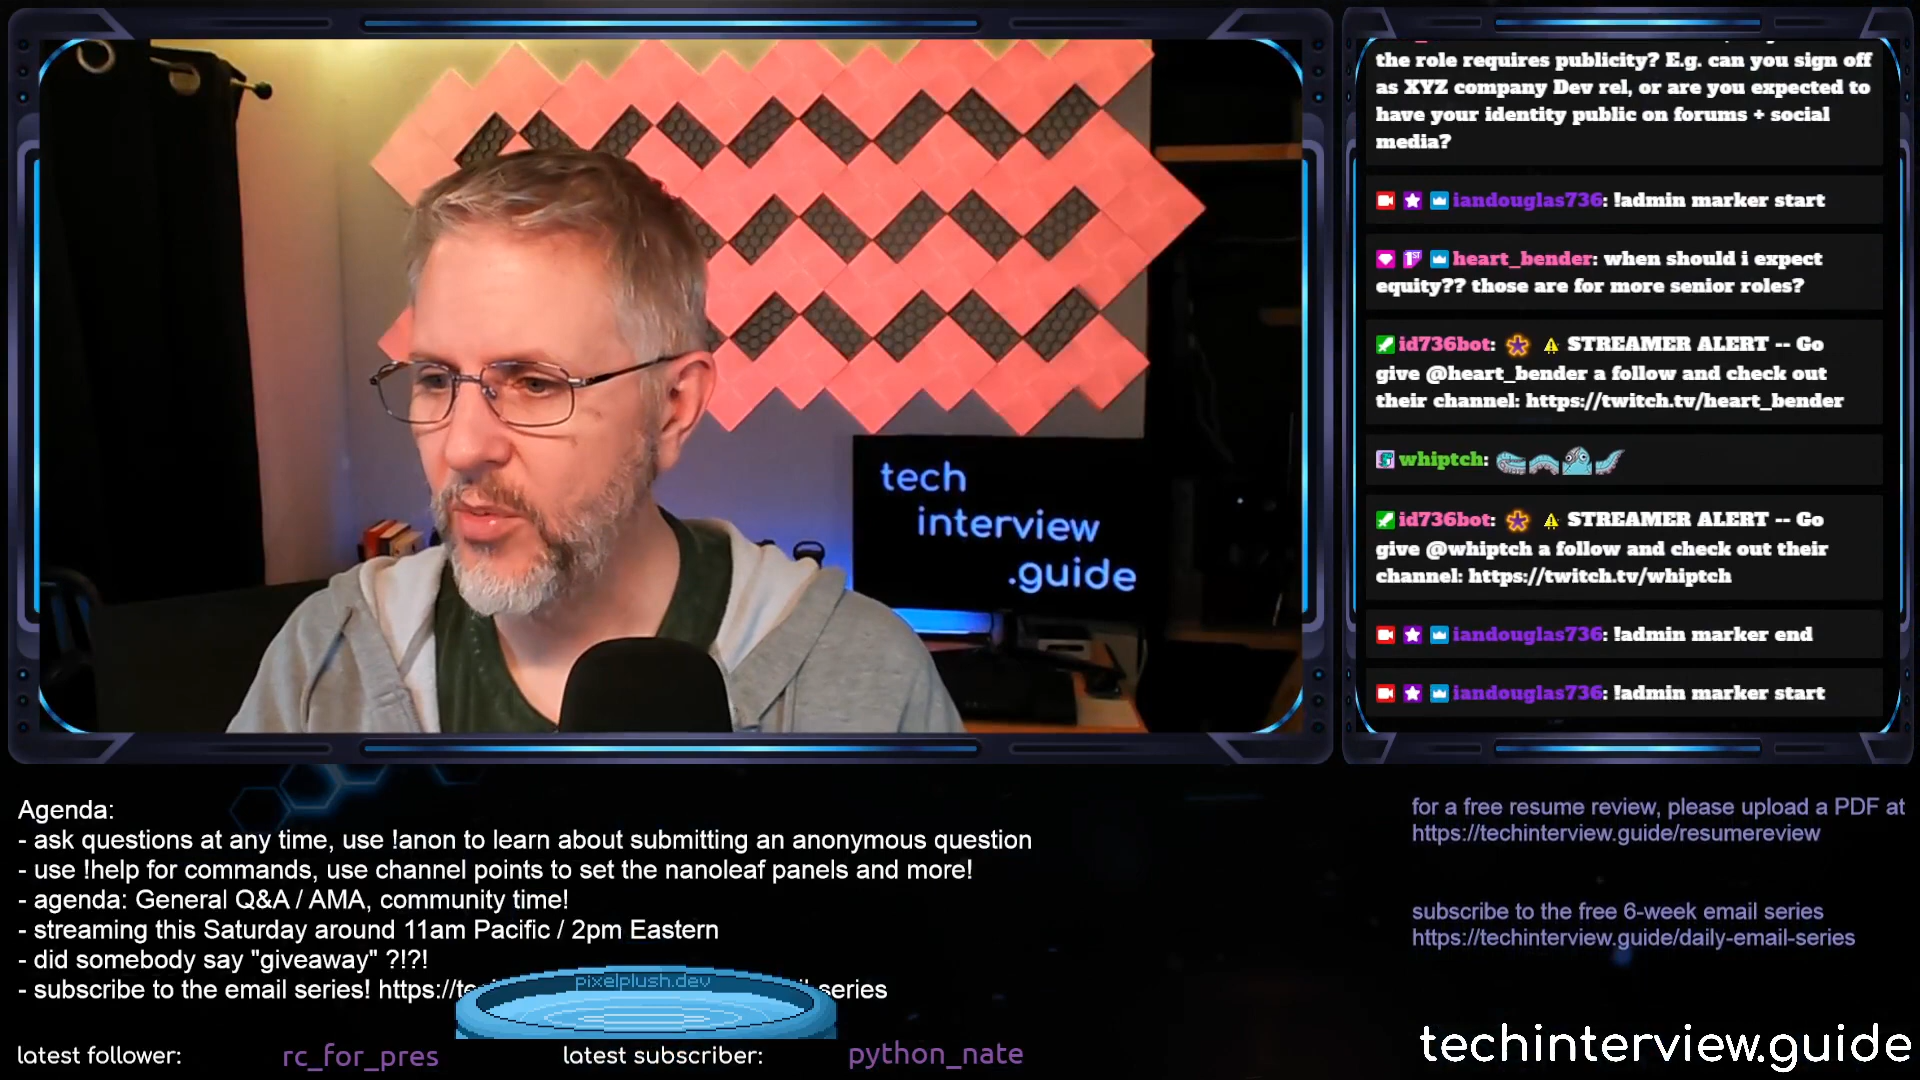 tech
interview
.guide
the role requires publicity? E.g. can you sign off
as XYZ company Dev rel, or are you expected to
have your identity public on forums + social
media?
iandouglas736: !admin marker start
heart_bender: when should i expect
equity?? those are for more senior roles?
id736bot: STREAMER ALERT -- Go
give @heart_bender a follow and check out
their channel: https://twitch.tv/heart_bender
whiptch:
id736bot: STREAMER ALERT -- Go
give @whiptch a follow and check out their
channel: https://twitch.tv/whiptch
iandouglas736: !admin marker end
iandouglas736: !admin marker start
Agenda:
- ask questions at any time, use !anon to learn about submitting an anonymous question
- use !help for commands, use channel points to set the nanoleaf panels and more!
- agenda: General Q&A / AMA, community time!
- streaming this Saturday around 11am Pacific / 2pm Eastern
- did somebody say "giveaway" ?!?!
- subscribe to the email series! https://te series
pixelplush.dev
latest follower: rc_for_pres
latest subscriber: python_nate
for a free resume review, please upload a PDF at
https://techinterview.guide/resumereview
subscribe to the free 6-week email series
https://techinterview.guide/daily-email-series
techinterview.guide